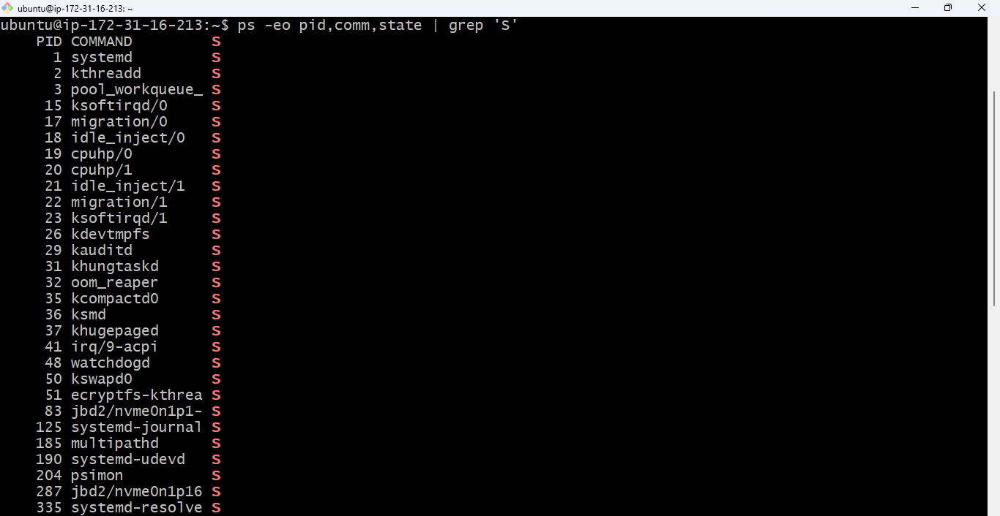 ubuntu@ip-172-31-16-213: ~
ubuntu@ip-172-31-16-213:~$ ps -eo pid,comm,state | grep 'S'
PID COMMAND S
1 systemd S
2 kthreadd S
3 pool_workqueue_ S
15 ksoftirqd/0 S
17 migration/0 S
18 idle_inject/0 S
19 cpuhp/0 S
20 cpuhp/1 S
21 idle_inject/1 S
22 migration/1 S
23 ksoftirqd/1 S
26 kdevtmpfs S
29 kauditd S
31 khungtaskd S
32 oom_reaper S
35 kcompactd0 S
36 ksmd S
37 khugepaged S
41 irq/9-acpi S
48 watchdogd S
50 kswapd0 S
51 ecryptfs-kthrea S
83 jbd2/nvme0n1p1- S
125 systemd-journal S
185 multipathd S
190 systemd-udevd S
204 psimon S
287 jbd2/nvme0n1p16 S
335 systemd-resolve S